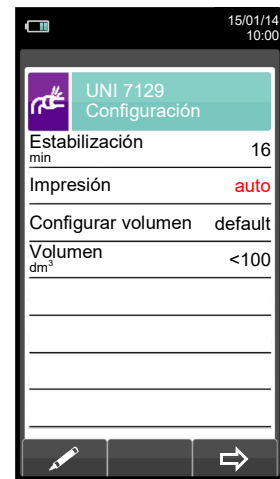 15/01/14
10:00
UNI 7129
Configuración
Estabilización
min
16
Impresión auto
Configurar volumen default
Volumen
dm³
<100